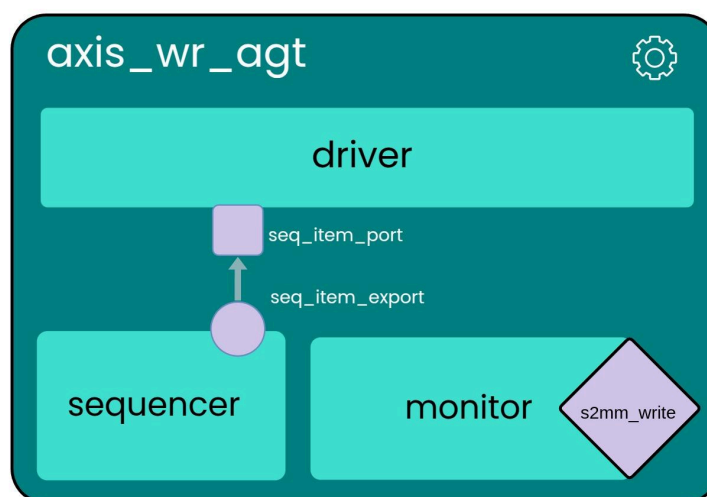 axis_wr_agt
driver
seq_item_port
seq_item_export
sequencer
monitor
s2mm_write